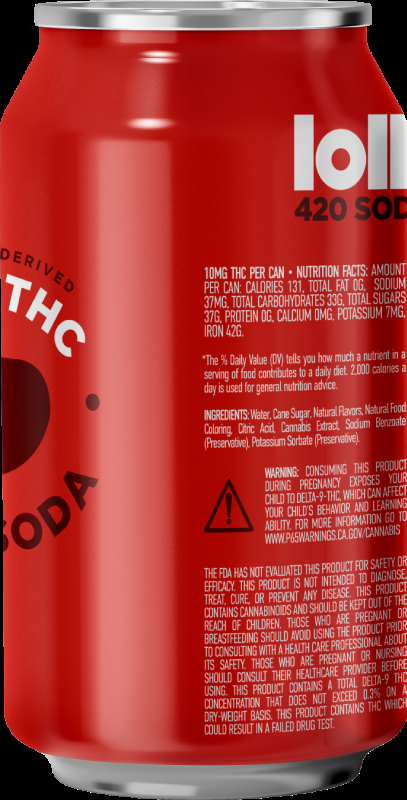 loll
420 SOD
DERIVED
THC
SODA
10MG THC PER CAN • NUTRITION FACTS: AMOUNT
PER CAN: CALORIES 131, TOTAL FAT 0G, SODIUM
37MG, TOTAL CARBOHYDRATES 33G, TOTAL SUGARS
37G, PROTEIN 0G, CALCIUM 0MG, POTASSIUM 7MG,
IRON 42G.
*The % Daily Value (DV) tells you how much a nutrient in a
serving of food contributes to a daily diet. 2,000 calories a
day is used for general nutrition advice.
INGREDIENTS: Water, Cane Sugar, Natural Flavors, Natural Food
Coloring, Citric Acid, Cannabis Extract, Sodium Benzoate
(Preservative), Potassium Sorbate (Preservative).
WARNING: CONSUMING THIS PRODUCT
DURING PREGNANCY EXPOSES YOUR
CHILD TO DELTA-9-THC, WHICH CAN AFFECT
YOUR CHILD'S BEHAVIOR AND LEARNING
ABILITY. FOR MORE INFORMATION GO TO
WWW.P65WARNINGS.CA.GOV/CANNABIS
THE FDA HAS NOT EVALUATED THIS PRODUCT FOR SAFETY OR
EFFICACY. THIS PRODUCT IS NOT INTENDED TO DIAGNOSE,
TREAT, CURE, OR PREVENT ANY DISEASE. THIS PRODUCT
CONTAINS CANNABINOIDS AND SHOULD BE KEPT OUT OF THE
REACH OF CHILDREN. THOSE WHO ARE PREGNANT OR
BREASTFEEDING SHOULD AVOID USING THE PRODUCT PRIOR
TO CONSULTING WITH A HEALTH CARE PROFESSIONAL ABOUT
ITS SAFETY. THOSE WHO ARE PREGNANT OR NURSING
SHOULD CONSULT THEIR HEALTHCARE PROVIDER BEFORE
USING. THIS PRODUCT CONTAINS A TOTAL DELTA-9 THC
CONCENTRATION THAT DOES NOT EXCEED 0.3% ON A
DRY-WEIGHT BASIS. THIS PRODUCT CONTAINS THC WHICH
COULD RESULT IN A FAILED DRUG TEST.